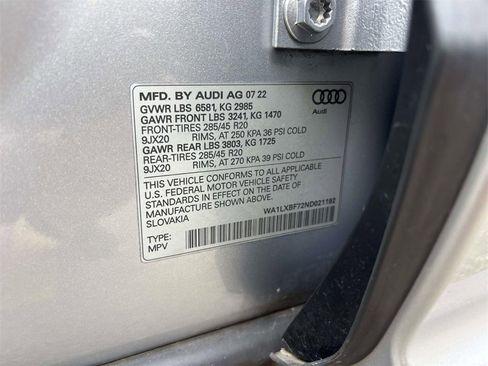 MFD. BY AUDI AG 07 22
GVWR LBS 6581, KG 2985
GAWR FRONT LBS 3241, KG 1470
FRONT-TIRES 285/45 R20
9JX20 RIMS, AT 250 KPA 36 PSI COLD
GAWR REAR LBS 3803, KG 1725
REAR-TIRES 285/45 R20
9JX20 RIMS, AT 270 KPA 39 PSI COLD
THIS VEHICLE CONFORMS TO ALL APPLICABLE
U.S. FEDERAL MOTOR VEHICLE SAFETY
STANDARDS IN EFFECT ON THE DATE OF
MANUFACTURE SHOWN ABOVE.
SLOVAKIA
WA1LXBF72ND021192
TYPE:
MPV
Audi